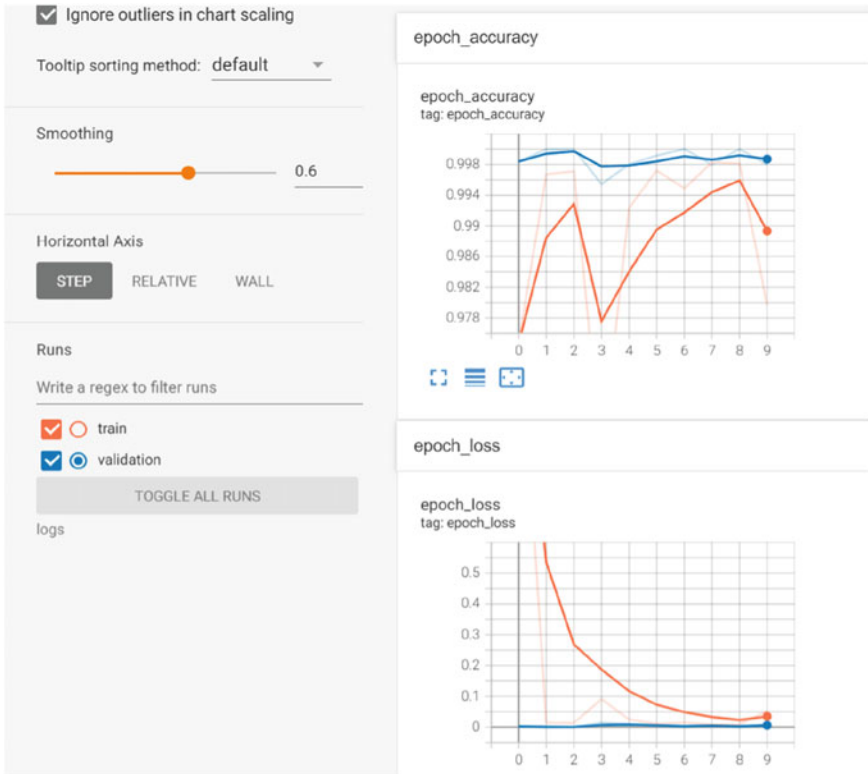 Ignore outliers in chart scaling
Tooltip sorting method: default
Smoothing
0.6
Horizontal Axis
STEP RELATIVE WALL
Runs
Write a regex to filter runs
train
validation
TOGGLE ALL RUNS
logs
epoch_accuracy
epoch_accuracy
tag: epoch_accuracy
0.998
0.994
0.99
0.986
0.982
0.978
0 1 2 3 4 5 6 7 8 9
epoch_loss
epoch_loss
tag: epoch_loss
0.5
0.4
0.3
0.2
0.1
0
0 1 2 3 4 5 6 7 8 9